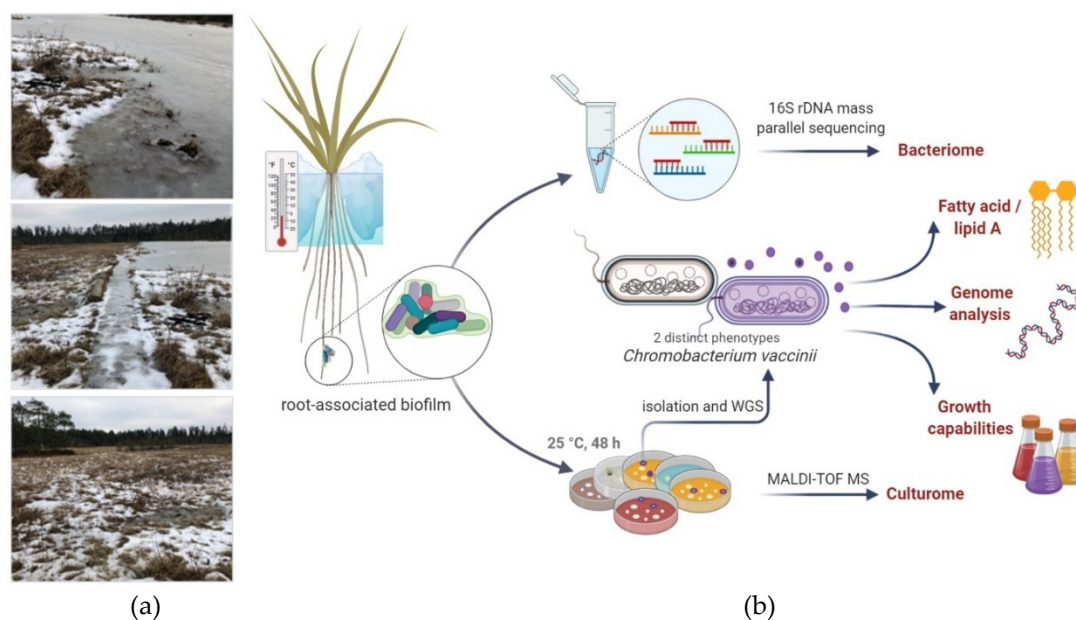 16S rDNA mass
parallel sequencing
Bacteriome
Fatty acid /
lipid A
°F
°C
Genome
analysis
2 distinct phenotypes
Chromobacterium vaccinii
root-associated biofilm
isolation and WGS
Growth
capabilities
25 °C, 48 h
MALDI-TOF MS
Culturome
(a)
(b)